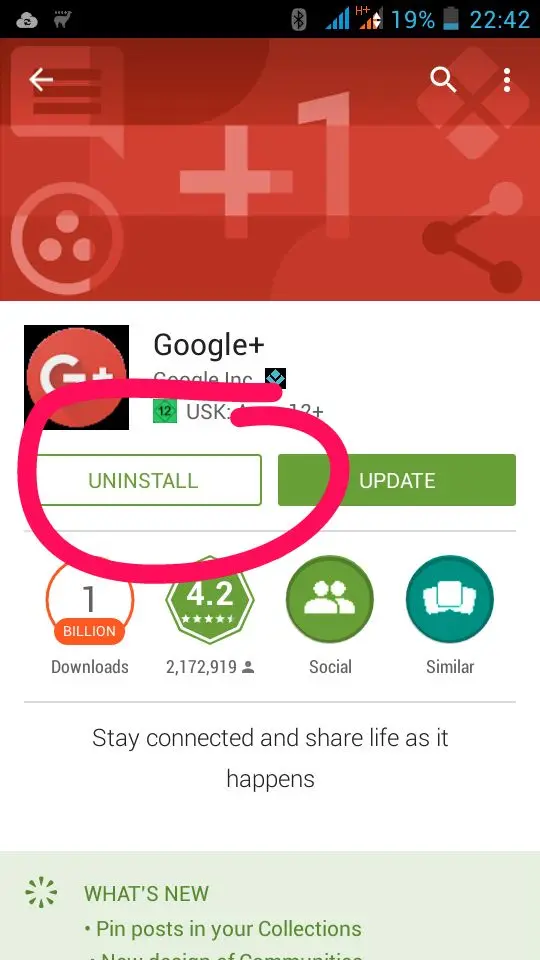 H+ 19% 22:42
+1
G+
Google+
Google Inc.
12 USK: Age 12+
UNINSTALL
UPDATE
1
BILLION
4.2
Downloads
2,172,919
Social
Similar
Stay connected and share life as it
happens
WHAT'S NEW
• Pin posts in your Collections
• New design of Communities